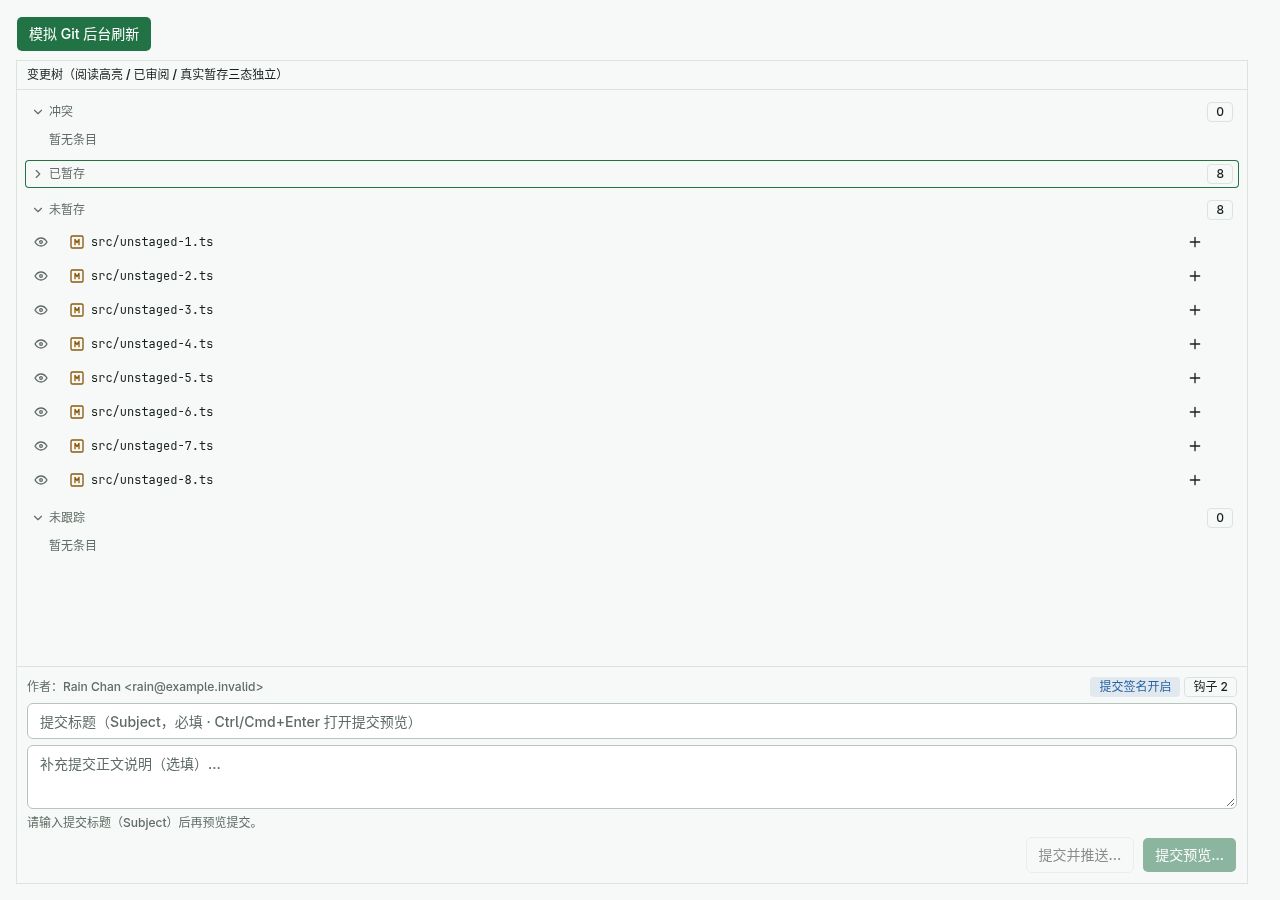 模拟 Git 后台刷新
变更树（阅读高亮 / 已审阅 / 真实暂存三态独立）
冲突 0
暂无条目
已暂存 8
未暂存 8
M src/unstaged-1.ts
M src/unstaged-2.ts
M src/unstaged-3.ts
M src/unstaged-4.ts
M src/unstaged-5.ts
M src/unstaged-6.ts
M src/unstaged-7.ts
M src/unstaged-8.ts
未跟踪 0
暂无条目
作者：Rain Chan <rain@example.invalid> 提交签名开启 钩子 2
提交标题（Subject，必填 · Ctrl/Cmd+Enter 打开提交预览）
补充提交正文说明（选填）...
请输入提交标题（Subject）后再预览提交。
提交并推送... 提交预览...